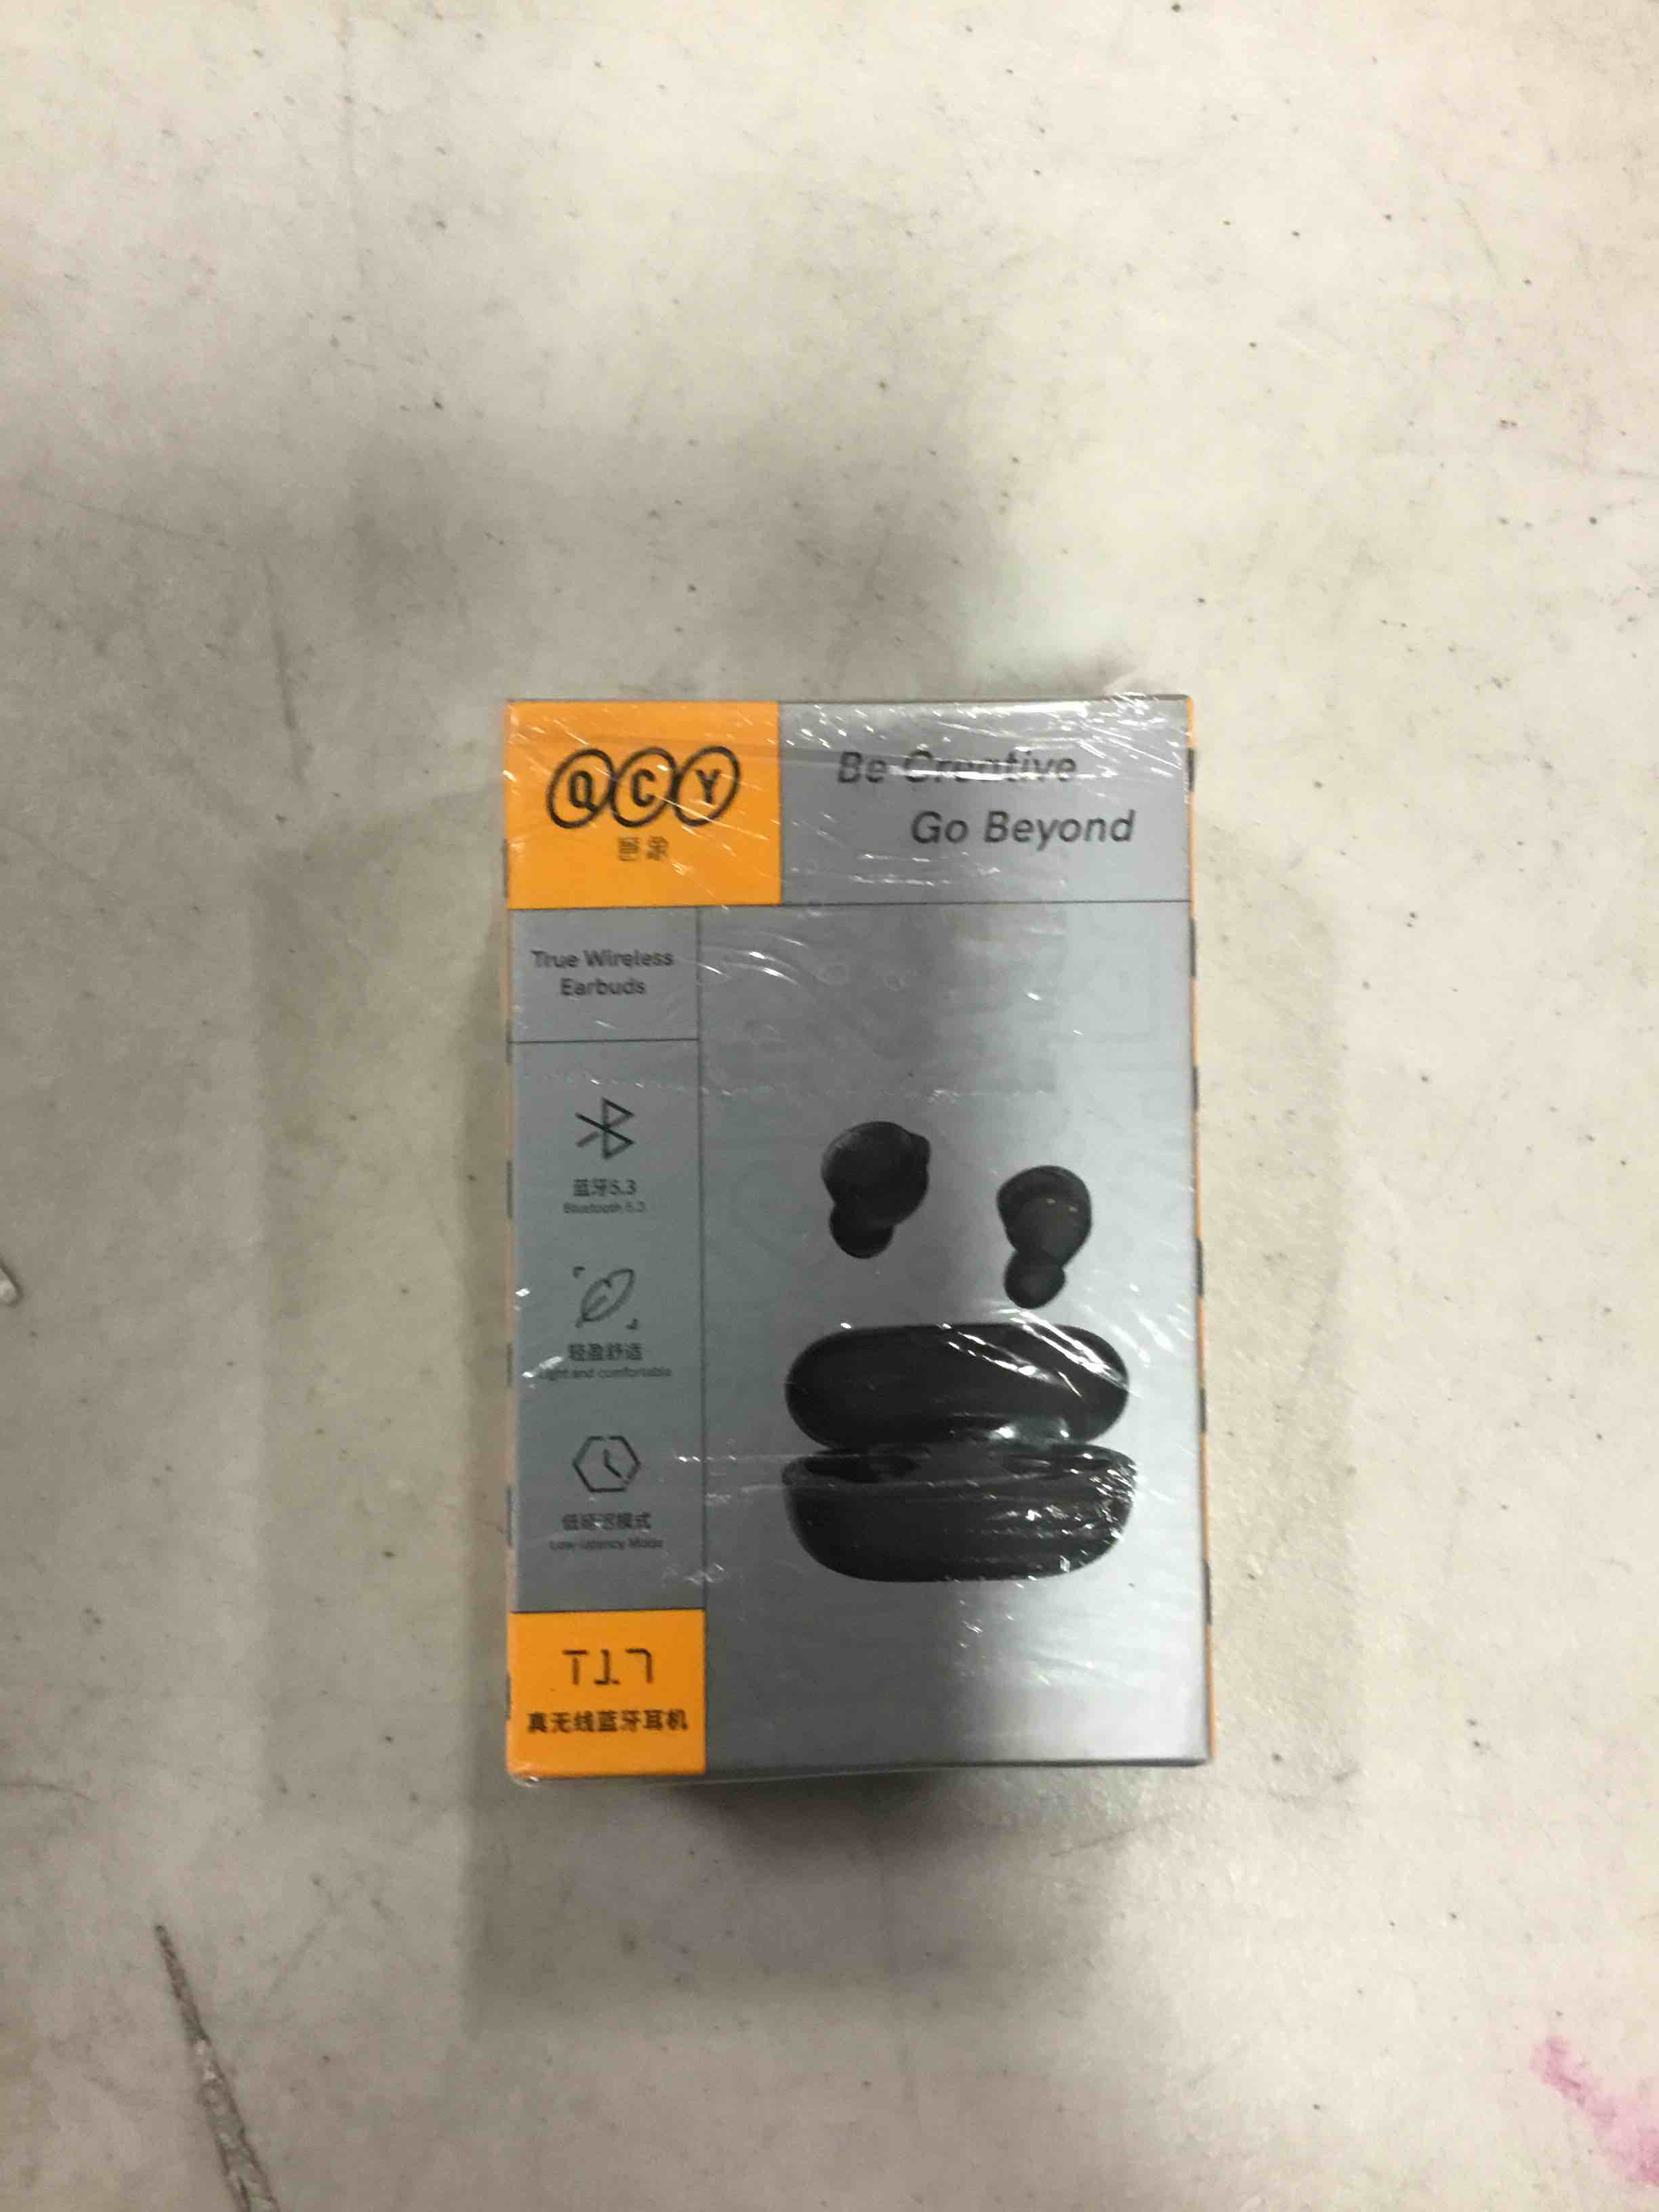 QCY
意象
Be Creative
Go Beyond
True Wireless
Earbuds
蓝牙5.3
Bluetooth 5.3
轻盈舒适
Light and comfortable
低延迟模式
Low-latency Mode
T17
真无线蓝牙耳机